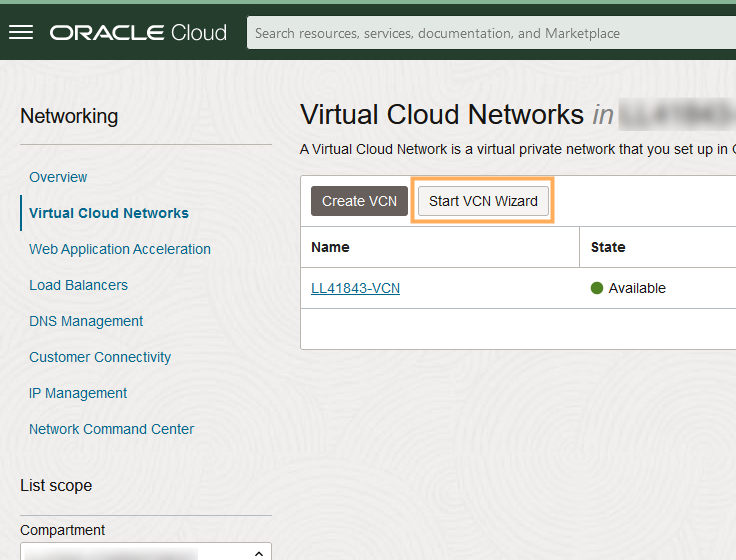 ORACLE Cloud
Search resources, services, documentation, and Marketplace
Networking
Overview
Virtual Cloud Networks
Web Application Acceleration
Load Balancers
DNS Management
Customer Connectivity
IP Management
Network Command Center
List scope
Compartment
Virtual Cloud Networks in
A Virtual Cloud Network is a virtual private network that you set up in
Create VCN Start VCN Wizard
Name State
LL41843-VCN Available